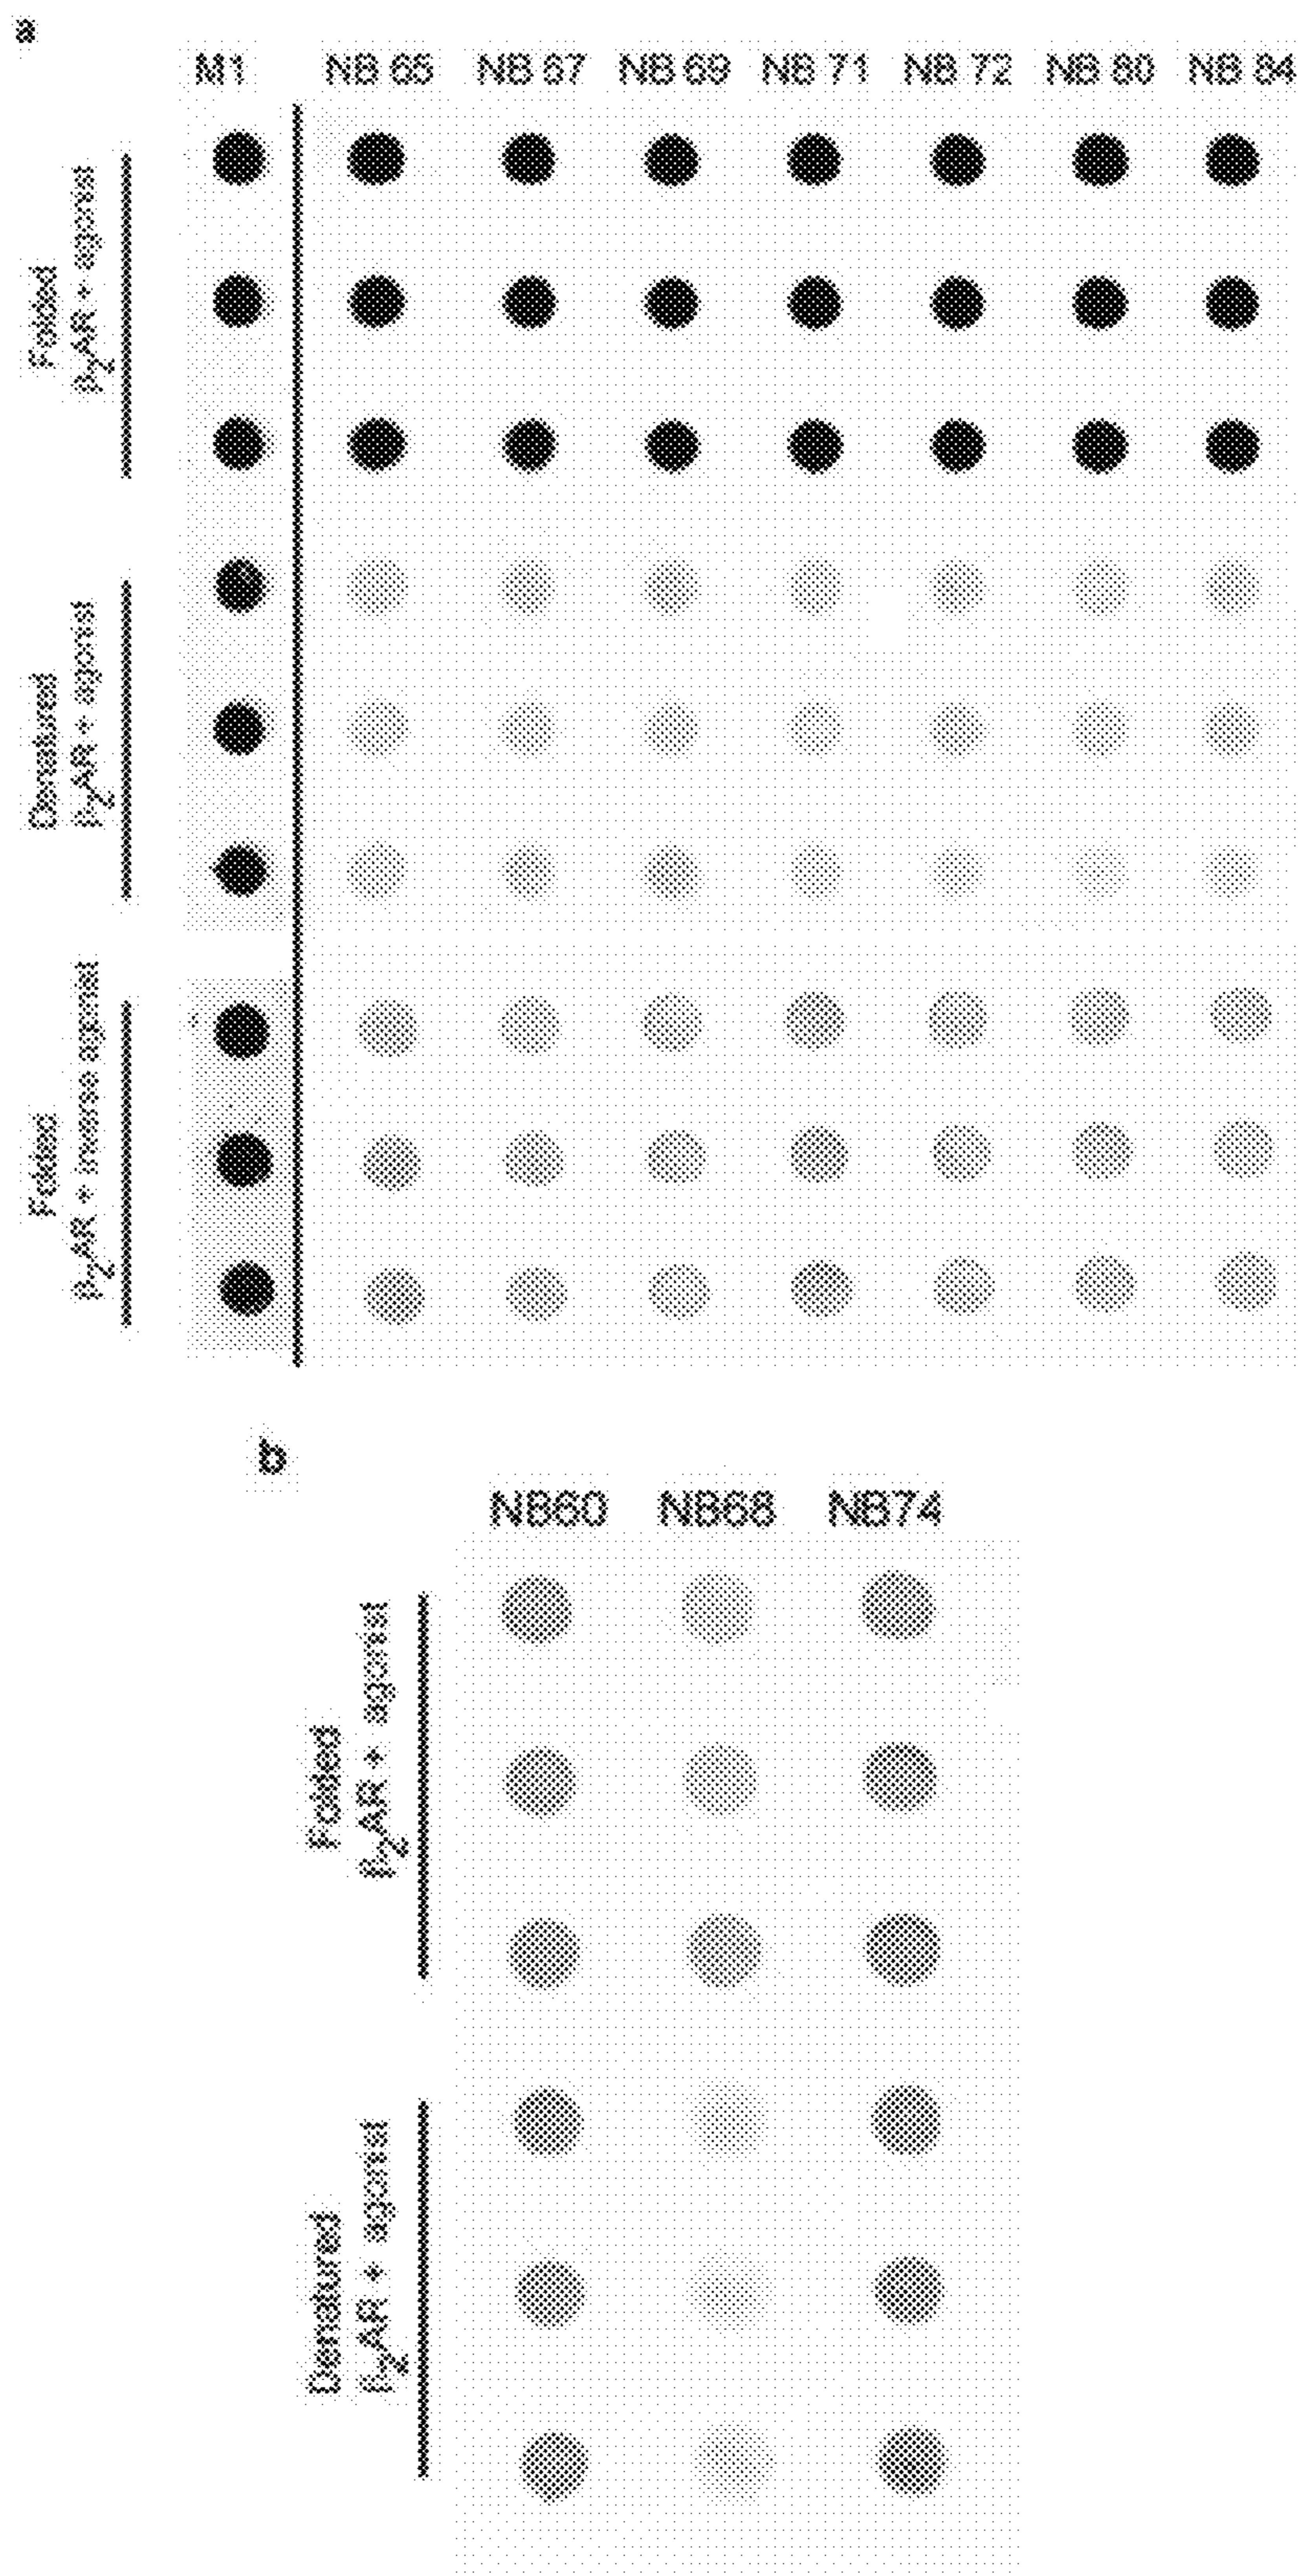 a
M1 NB 65 NB 67 NB 69 NB 71 NB 72 NB 80 NB 84
Folded
β₂AR + agonist
Denatured
β₂AR + agonist
Folded
β₂AR + inverse agonist
b
NB60 NB68 NB74
Folded
β₂AR + agonist
Denatured
β₂AR + agonist